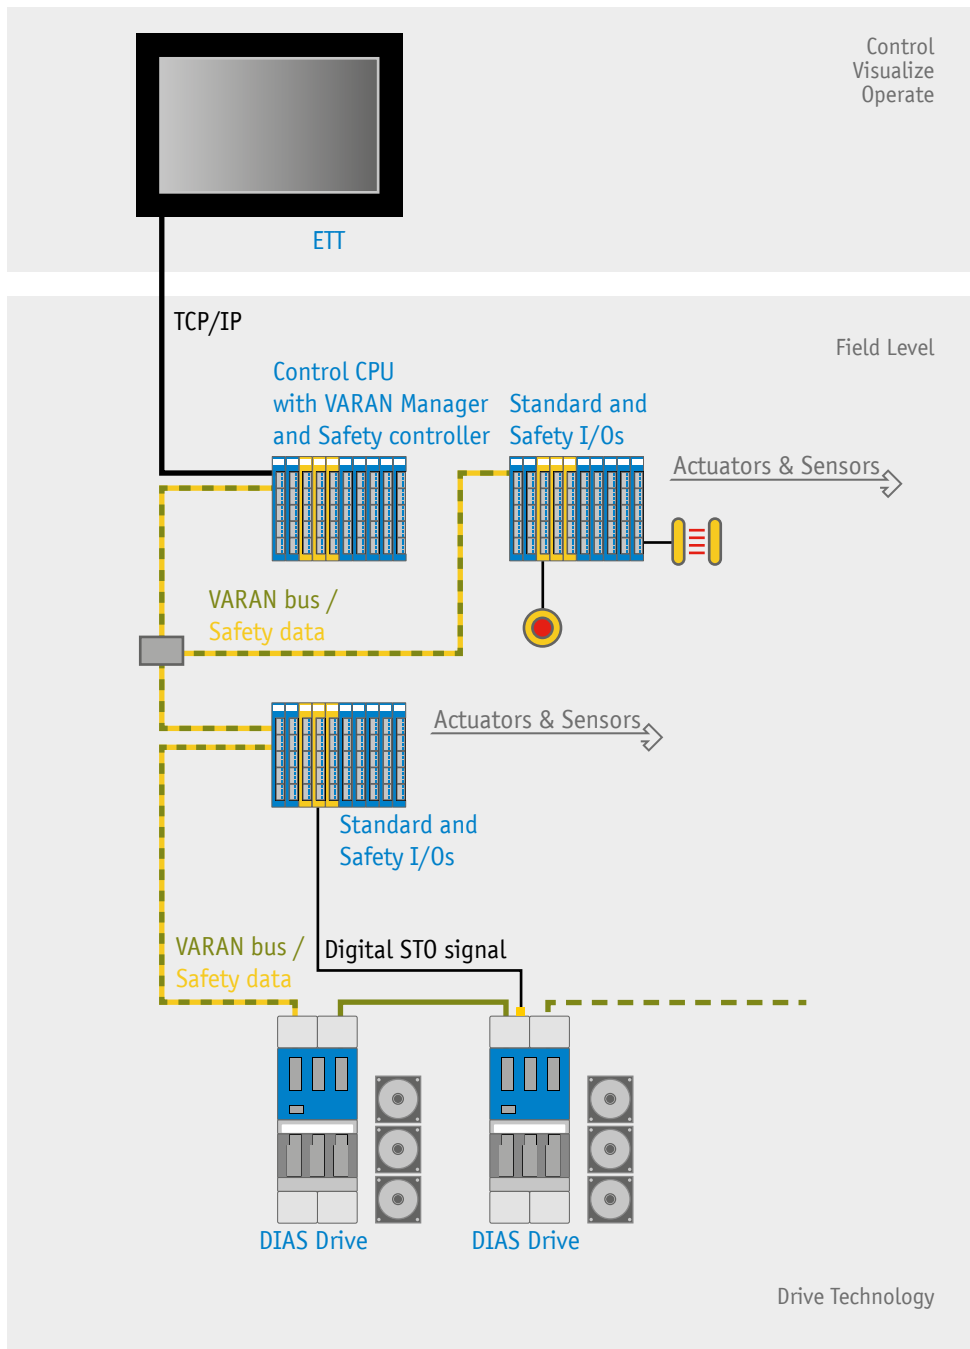 Control
Visualize
Operate
ETT
TCP/IP
Field Level
Control CPU
with VARAN Manager
and Safety controller
Standard and
Safety I/Os
Actuators & Sensors
VARAN bus /
Safety data
Actuators & Sensors
Standard and
Safety I/Os
VARAN bus /
Safety data
Digital STO signal
DIAS Drive
DIAS Drive
Drive Technology